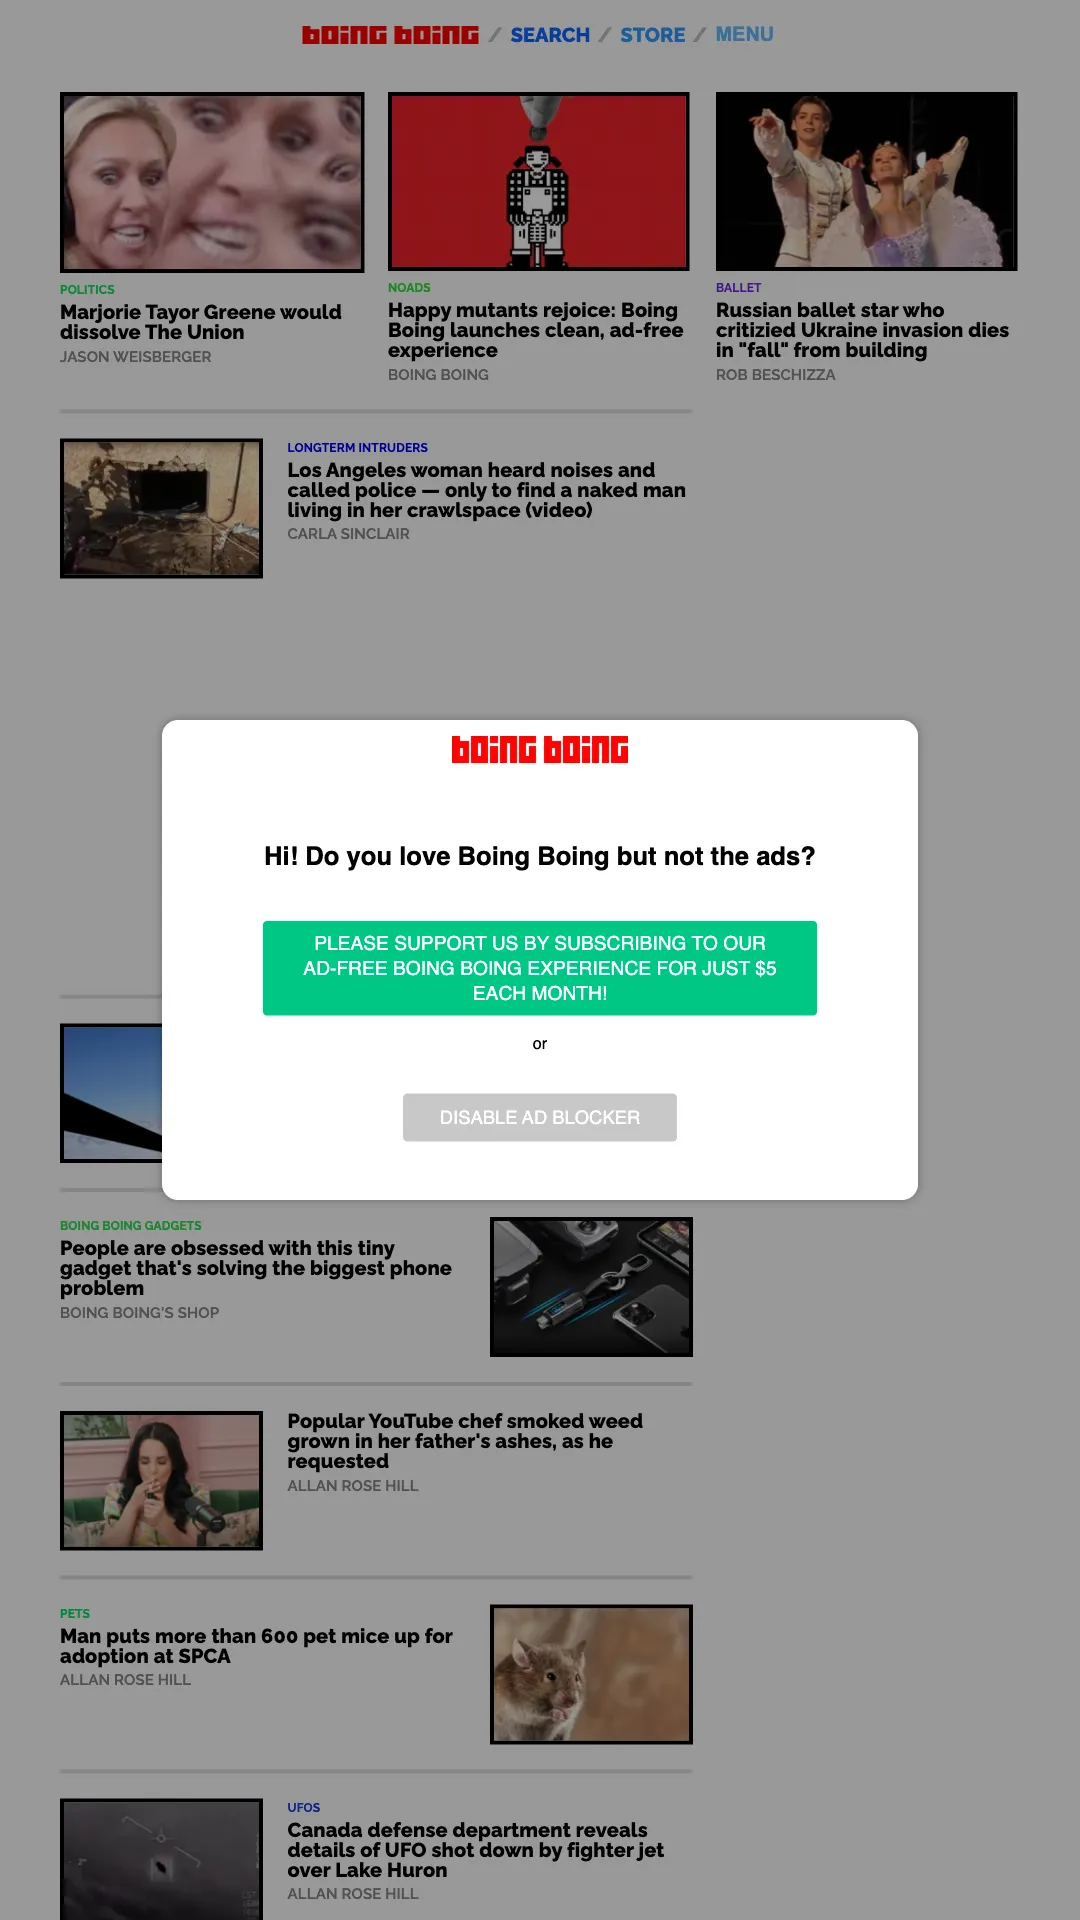 boing boing / SEARCH / STORE / MENU
POLITICS
Marjorie Tayor Greene would
dissolve The Union
JASON WEISBERGER
NOADS
Happy mutants rejoice: Boing
Boing launches clean, ad-free
experience
BOING BOING
BALLET
Russian ballet star who
critizied Ukraine invasion dies
in "fall" from building
ROB BESCHIZZA
LONGTERM INTRUDERS
Los Angeles woman heard noises and
called police — only to find a naked man
living in her crawlspace (video)
CARLA SINCLAIR
boing boing
Hi! Do you love Boing Boing but not the ads?
PLEASE SUPPORT US BY SUBSCRIBING TO OUR
AD-FREE BOING BOING EXPERIENCE FOR JUST $5
EACH MONTH!
or
DISABLE AD BLOCKER
BOING BOING GADGETS
People are obsessed with this tiny
gadget that's solving the biggest phone
problem
BOING BOING'S SHOP
Popular YouTube chef smoked weed
grown in her father's ashes, as he
requested
ALLAN ROSE HILL
PETS
Man puts more than 600 pet mice up for
adoption at SPCA
ALLAN ROSE HILL
UFOS
Canada defense department reveals
details of UFO shot down by fighter jet
over Lake Huron
ALLAN ROSE HILL